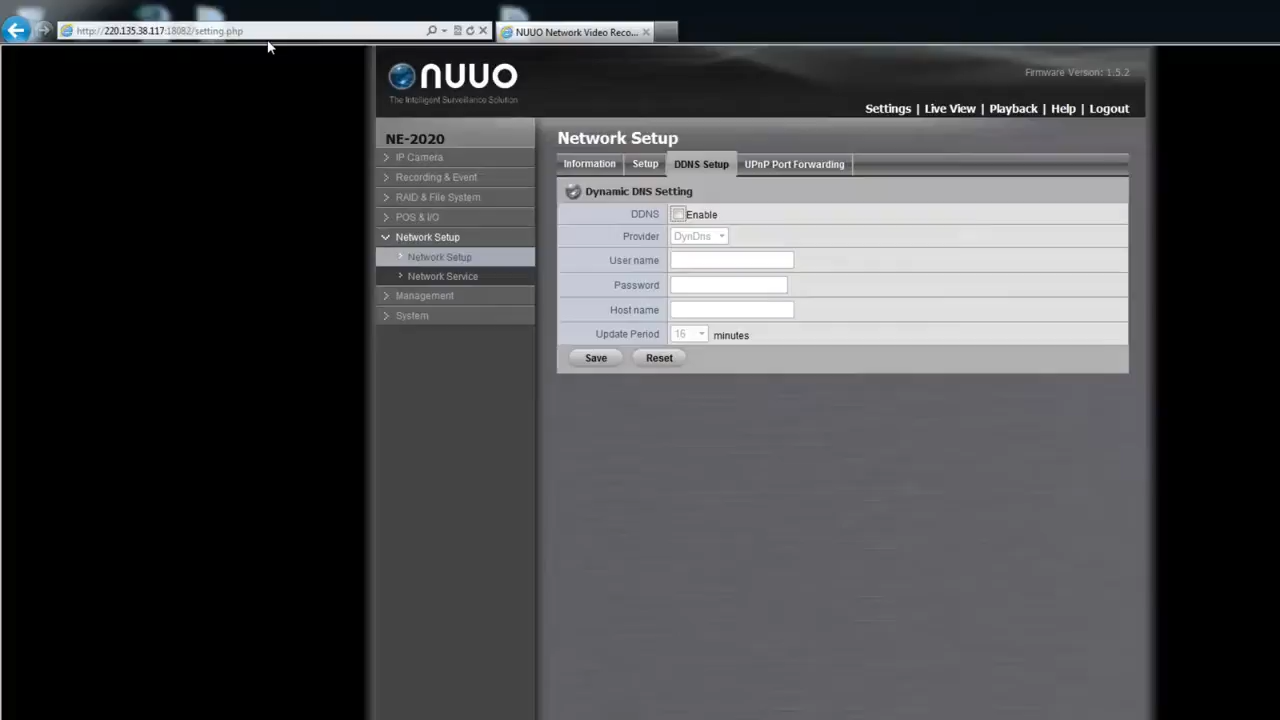 http://220.135.38.117:18082/setting.php
NUUO Network Video Reco...
nuuo
The Intelligent Surveillance Solution
Firmware Version: 1.5.2
Settings | Live View | Playback | Help | Logout
NE-2020
IP Camera
Recording & Event
RAID & File System
POS & I/O
Network Setup
Network Setup
Network Service
Management
System
Network Setup
Information
Setup
DDNS Setup
UPnP Port Forwarding
Dynamic DNS Setting
DDNS Enable
Provider DynDns
User name
Password
Host name
Update Period 16 minutes
Save Reset